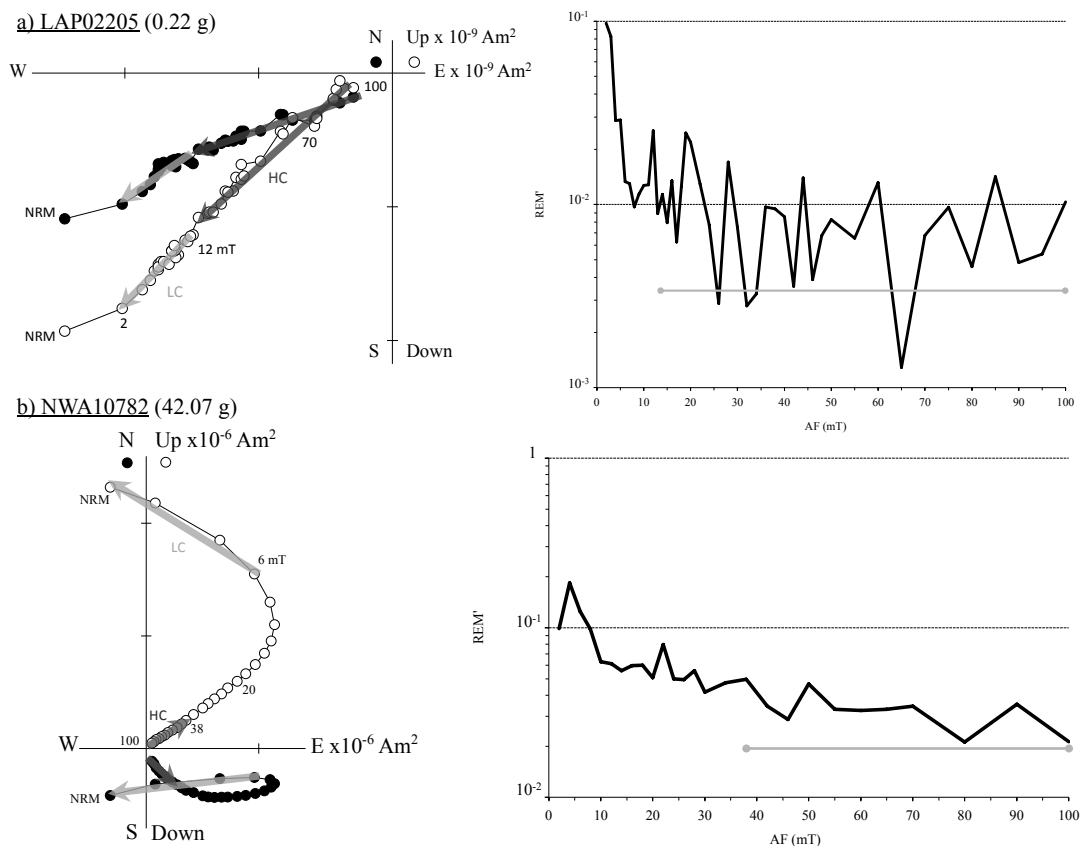 a) LAP02205 (0.22 g)
N Up x 10-9 Am2
W E x 10-9 Am2
100
70
HC
NRM
12 mT
LC
2
NRM
S Down
10-1
10-2
10-3
REM'
0 10 20 30 40 50 60 70 80 90 100
AF (mT)
b) NWA10782 (42.07 g)
N Up x10-6 Am2
NRM
LC
6 mT
20
HC
38
100
W E x10-6 Am2
NRM
S Down
1
10-1
10-2
REM'
0 10 20 30 40 50 60 70 80 90 100
AF (mT)